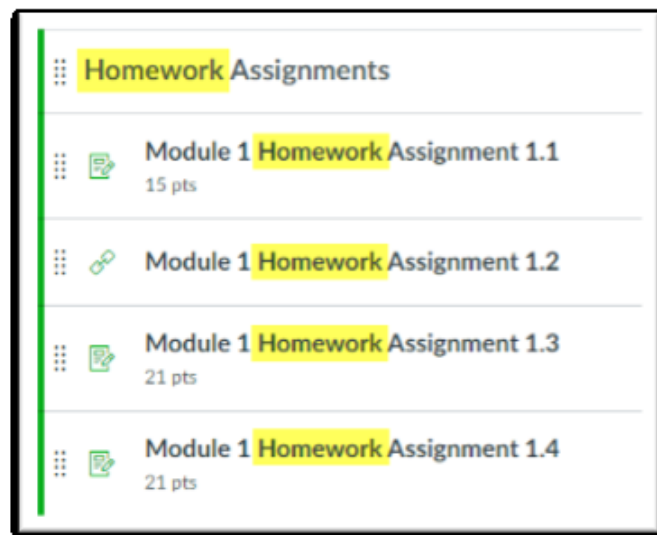 Homework Assignments
Module 1 Homework Assignment 1.1
15 pts
Module 1 Homework Assignment 1.2
Module 1 Homework Assignment 1.3
21 pts
Module 1 Homework Assignment 1.4
21 pts